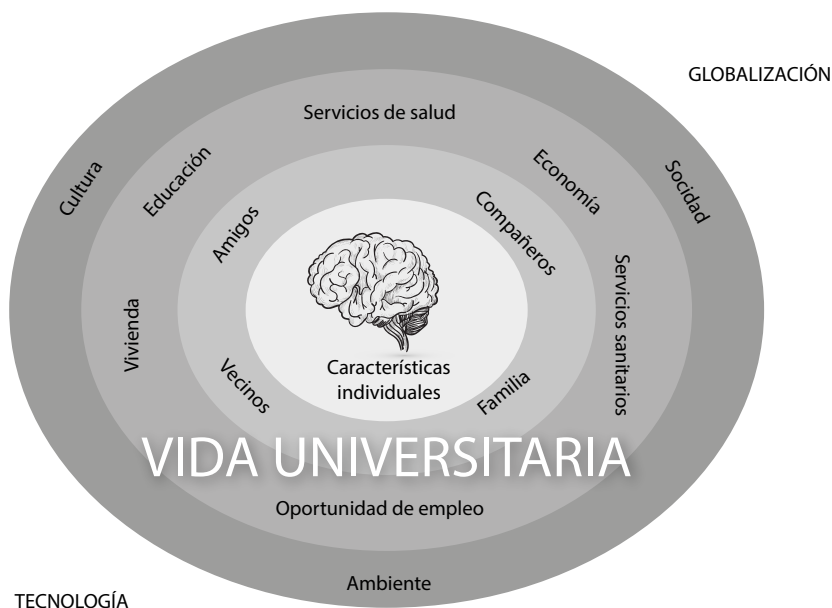 GLOBALIZACIÓN
Servicios de salud
Cultura
Educación
Economía
Socidad
Amigos
Compañeros
Vivienda
Servicios sanitarios
Características
individuales
Vecinos
Familia
VIDA UNIVERSITARIA
Oportunidad de empleo
Ambiente
TECNOLOGÍA